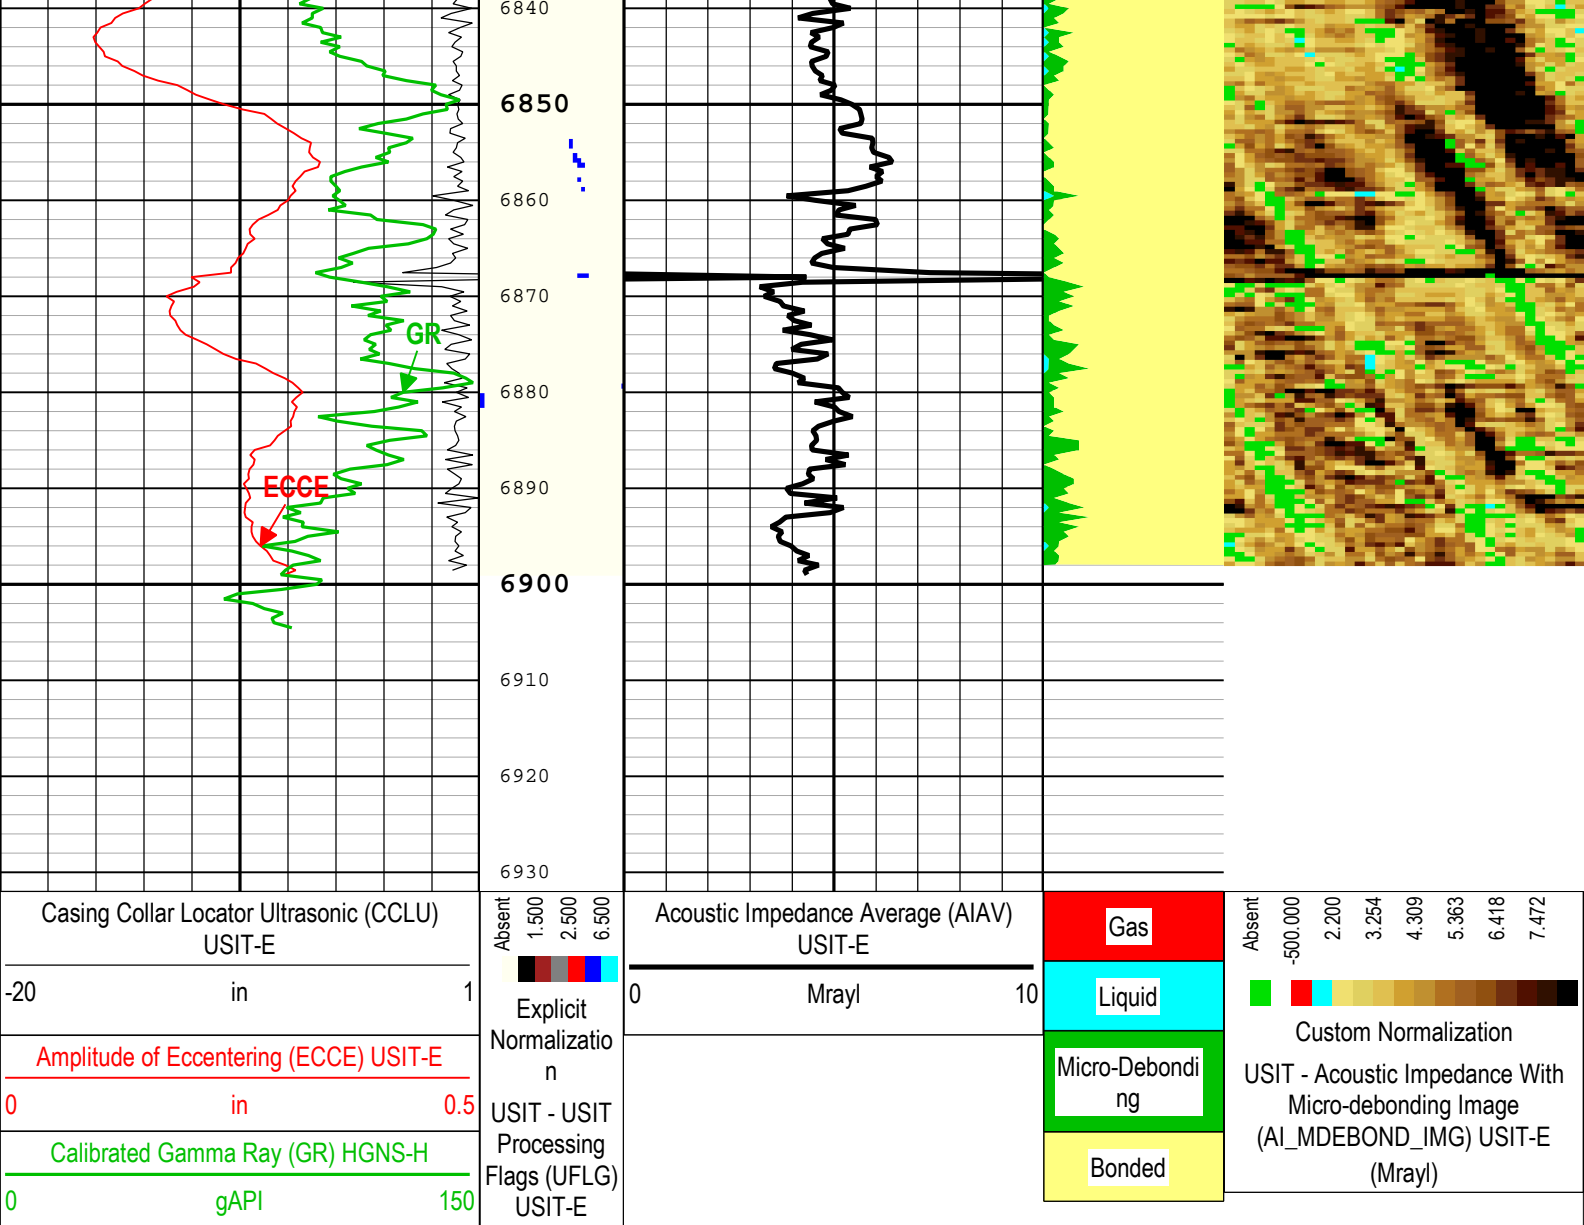 6840
6850
6860
6870
GR
6880
6890
ECCE
6900
6910
6920
6930
Casing Collar Locator Ultrasonic (CCLU)
USIT-E
-20 in 1
Amplitude of Eccentering (ECCE) USIT-E
0 in 0.5
Calibrated Gamma Ray (GR) HGNS-H
0 gAPI 150
Absent
1.500
2.500
6.500
Explicit
Normalizatio
n
USIT - USIT
Processing
Flags (UFLG)
USIT-E
Acoustic Impedance Average (AIAV)
USIT-E
0 Mrayl 10
Gas
Liquid
Micro-Debondi
ng
Bonded
Absent
-500.000
2.200
3.254
4.309
5.363
6.418
7.472
Custom Normalization
USIT - Acoustic Impedance With
Micro-debonding Image
(AI_MDEBOND_IMG) USIT-E
(Mrayl)